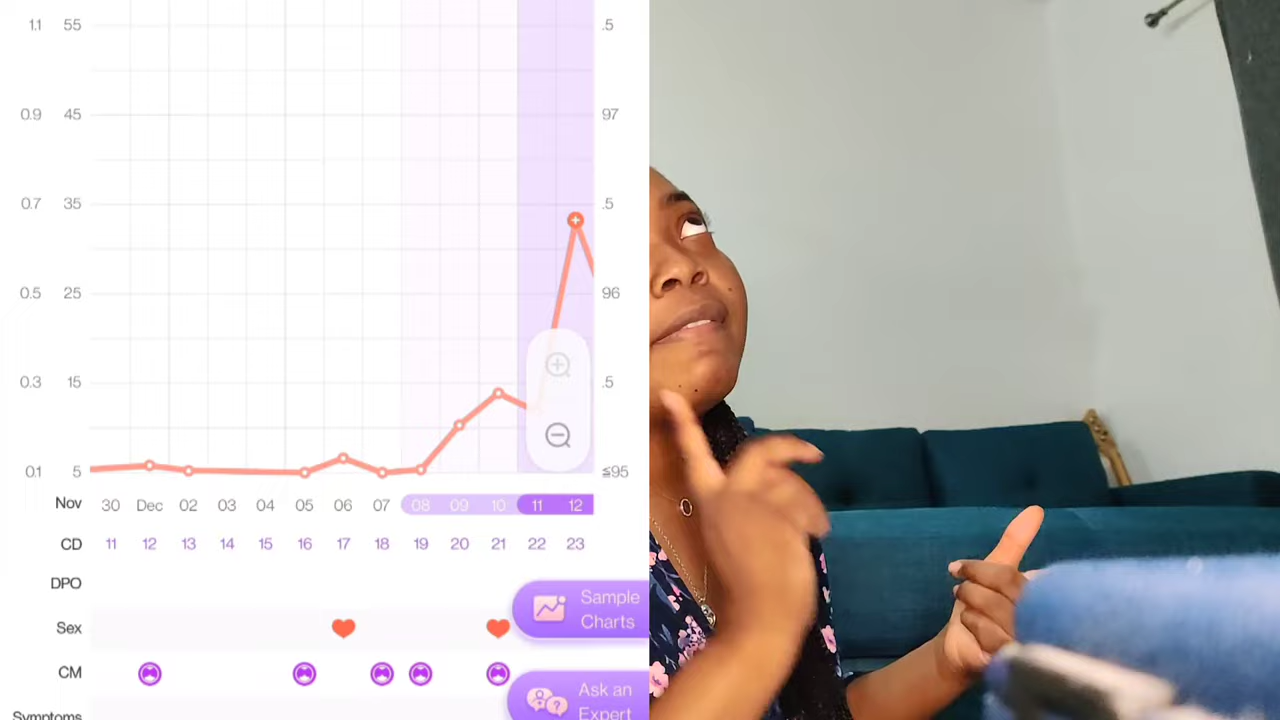 1.1 55 .5
0.9 45 97
0.7 35 .5
0.5 25 96
0.3 15 .5
0.1 5 ≤95
Nov 30 Dec 02 03 04 05 06 07 08 09 10 11 12
CD 11 12 13 14 15 16 17 18 19 20 21 22 23
DPO
Sample
Charts
Sex
CM
Ask an
Expert
Symptoms